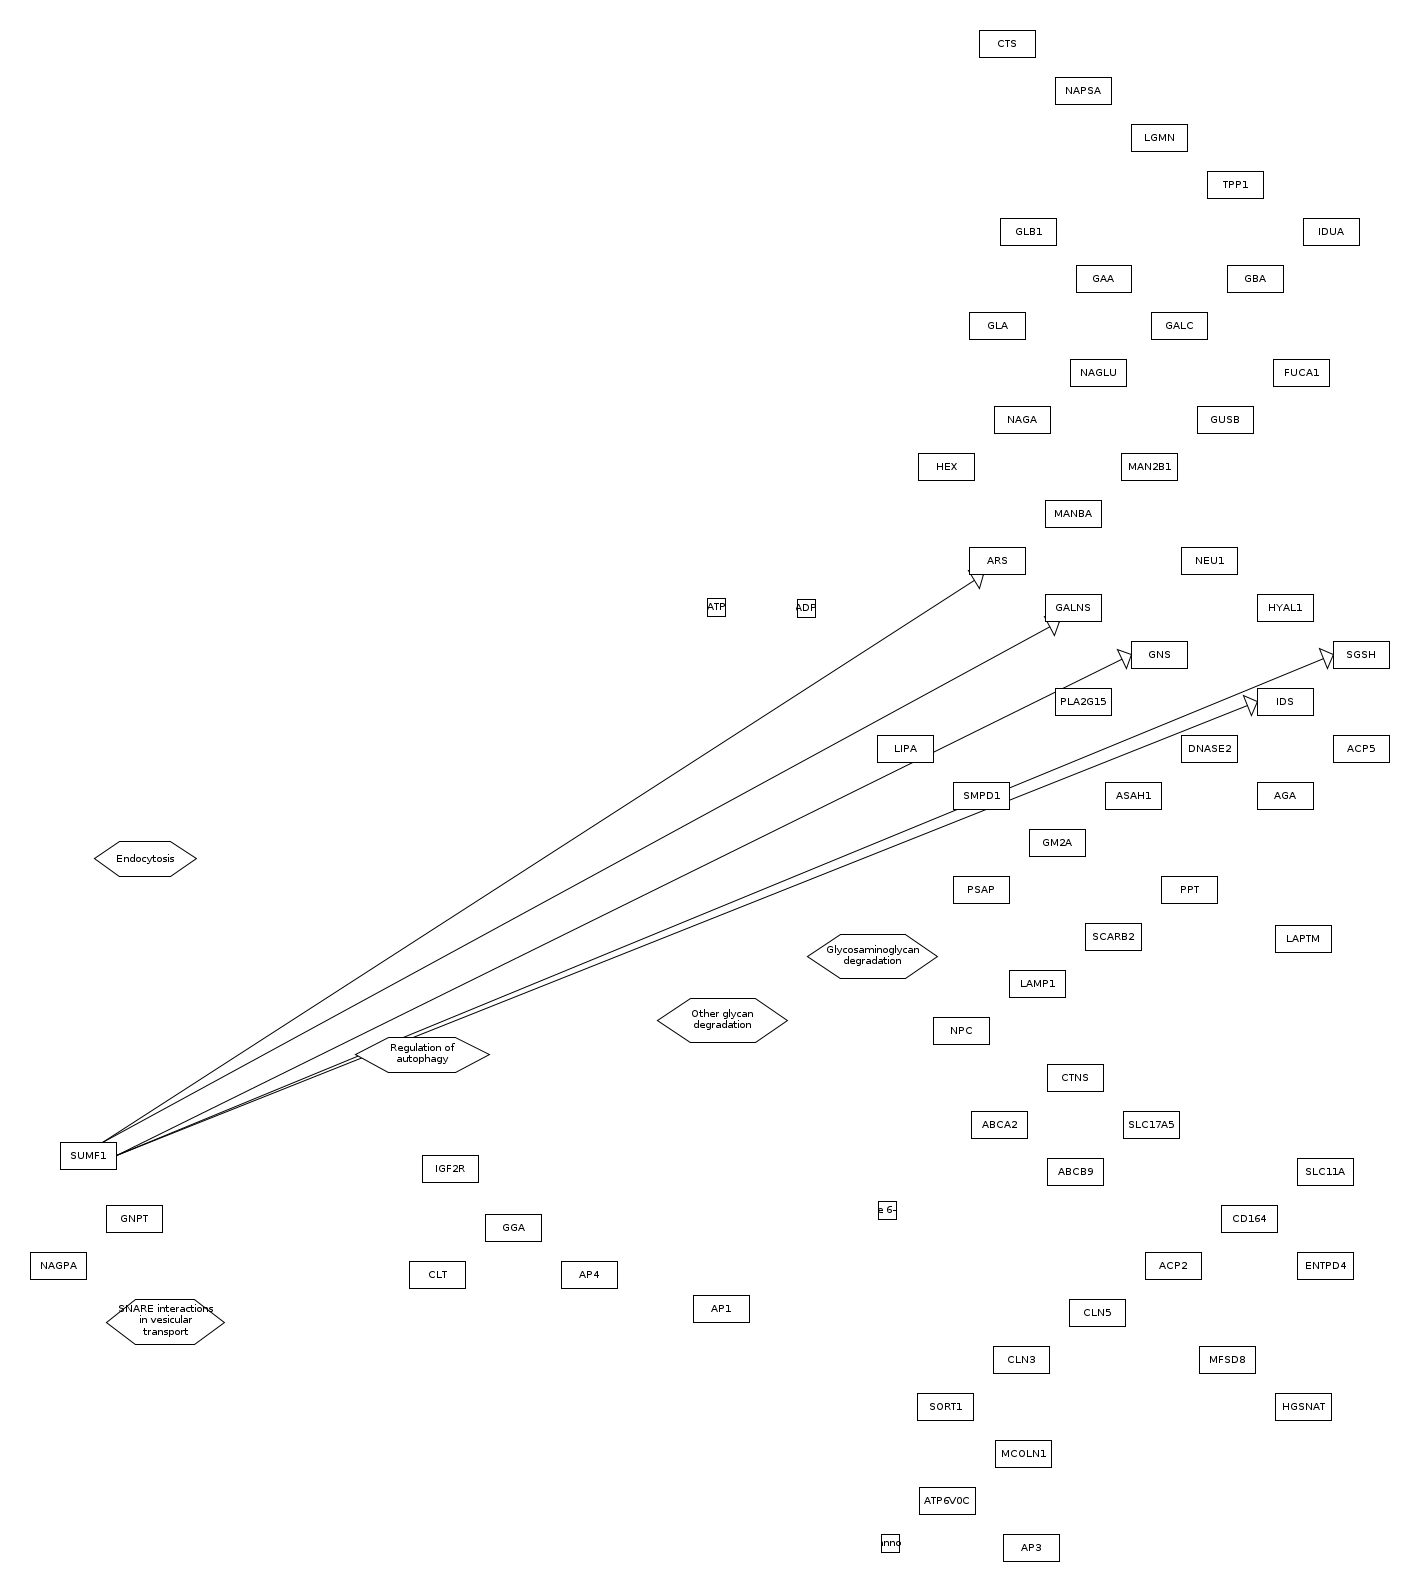 CTS
NAPSA
LGMN
TPP1
GLB1
IDUA
GAA
GBA
GLA
GALC
NAGLU
FUCA1
NAGA
GUSB
HEX
MAN2B1
MANBA
ARS
NEU1
ATP
ADP
GALNS
HYAL1
GNS
SGSH
PLA2G15
IDS
LIPA
DNASE2
ACP5
SMPD1
ASAH1
AGA
GM2A
Endocytosis
PSAP
PPT
SCARB2
LAPTM
Glycosaminoglycan
degradation
LAMP1
Other glycan
degradation
NPC
Regulation of
autophagy
CTNS
ABCA2
SLC17A5
SUMF1
IGF2R
ABCB9
SLC11A
GNPT
GGA
e 6-
CD164
NAGPA
CLT
AP4
ACP2
ENTPD4
SNARE interactions
in vesicular
transport
AP1
CLN5
CLN3
MFSD8
SORT1
HGSNAT
MCOLN1
ATP6V0C
nno
AP3